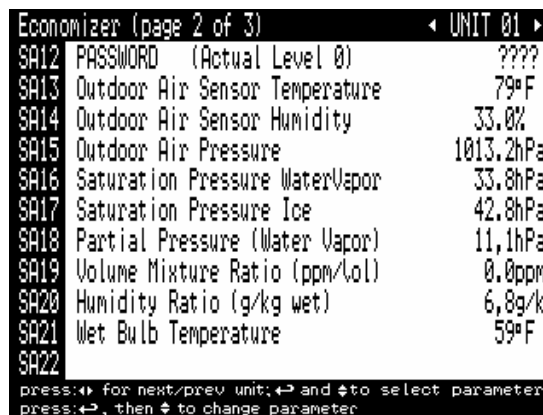 Economizer (page 2 of 3) ◂ UNIT 01 ▸
SA12 PASSWORD (Actual Level 0) ????
SA13 Outdoor Air Sensor Temperature 79°F
SA14 Outdoor Air Sensor Humidity 33.0%
SA15 Outdoor Air Pressure 1013.2hPa
SA16 Saturation Pressure WaterVapor 33.8hPa
SA17 Saturation Pressure Ice 42.8hPa
SA18 Partial Pressure (Water Vapor) 11,1hPa
SA19 Volume Mixture Ratio (ppm/Vol) 0.0ppm
SA20 Humidity Ratio (g/kg wet) 6,8g/k
SA21 Wet Bulb Temperature 59°F
SA22
press:◂▸ for next/prev unit;↵ and ⬍to select parameter
press:↵, then ⬍ to change parameter